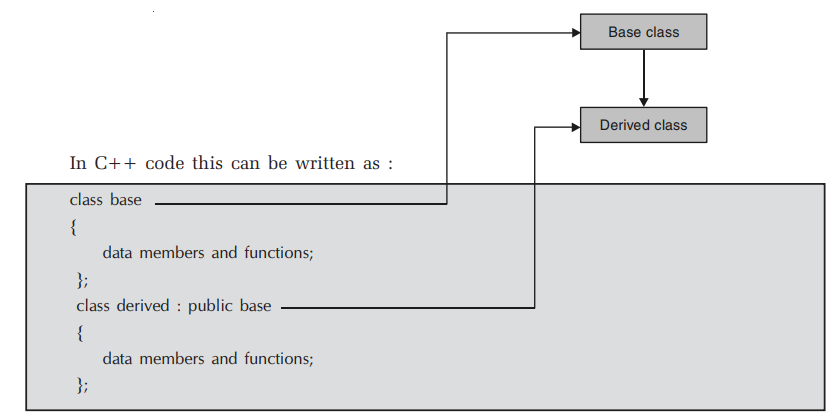 Base class
Derived class
In C++ code this can be written as :
class base
{
data members and functions;
};
class derived : public base
{
data members and functions;
};